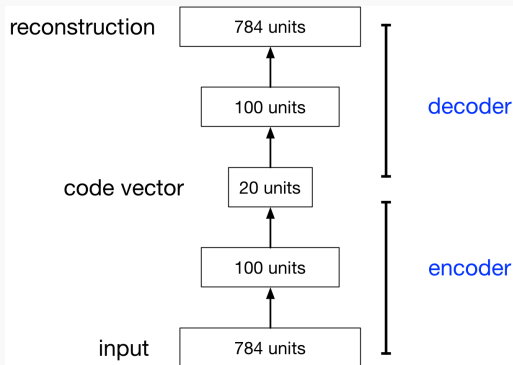 reconstruction
784 units
100 units
decoder
code vector
20 units
100 units
encoder
input
784 units